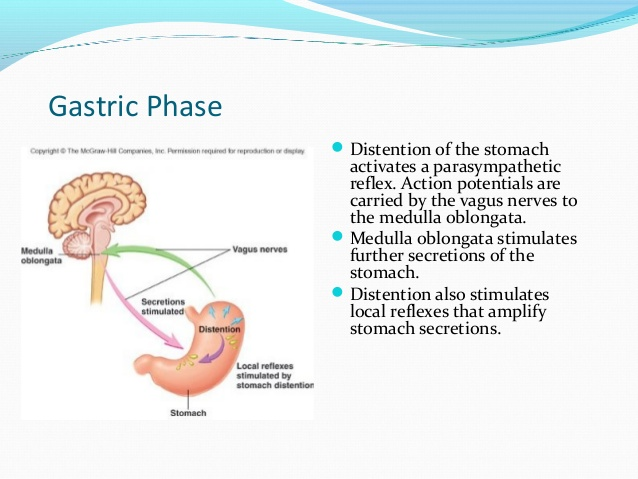 Gastric Phase
Copyright © The McGraw-Hill Companies, Inc. Permission required for reproduction or display.
Medulla
oblongata
Vagus nerves
Secretions
stimulated
Distention
Local reflexes
stimulated by
stomach distention
Stomach
Distention of the stomach
activates a parasympathetic
reflex. Action potentials are
carried by the vagus nerves to
the medulla oblongata.
Medulla oblongata stimulates
further secretions of the
stomach.
Distention also stimulates
local reflexes that amplify
stomach secretions.